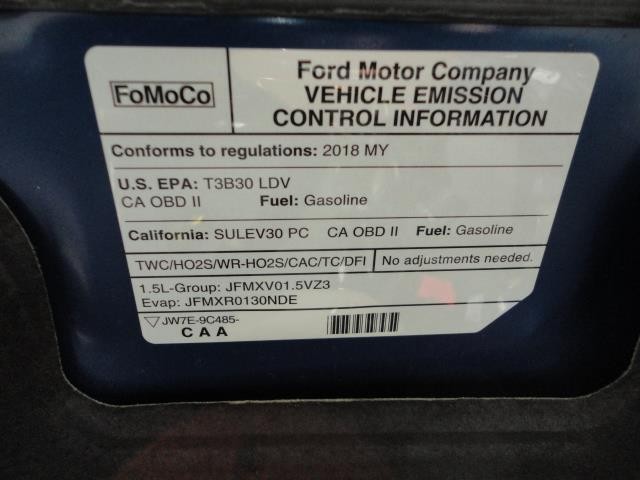 FoMoCo
Ford Motor Company
VEHICLE EMISSION
CONTROL INFORMATION
Conforms to regulations: 2018 MY
U.S. EPA: T3B30 LDV
CA OBD II Fuel: Gasoline
California: SULEV30 PC CA OBD II Fuel: Gasoline
TWC/HO2S/WR-HO2S/CAC/TC/DFI No adjustments needed.
1.5L-Group: JFMXV01.5VZ3
Evap: JFMXR0130NDE
JW7E-9C485-
CAA